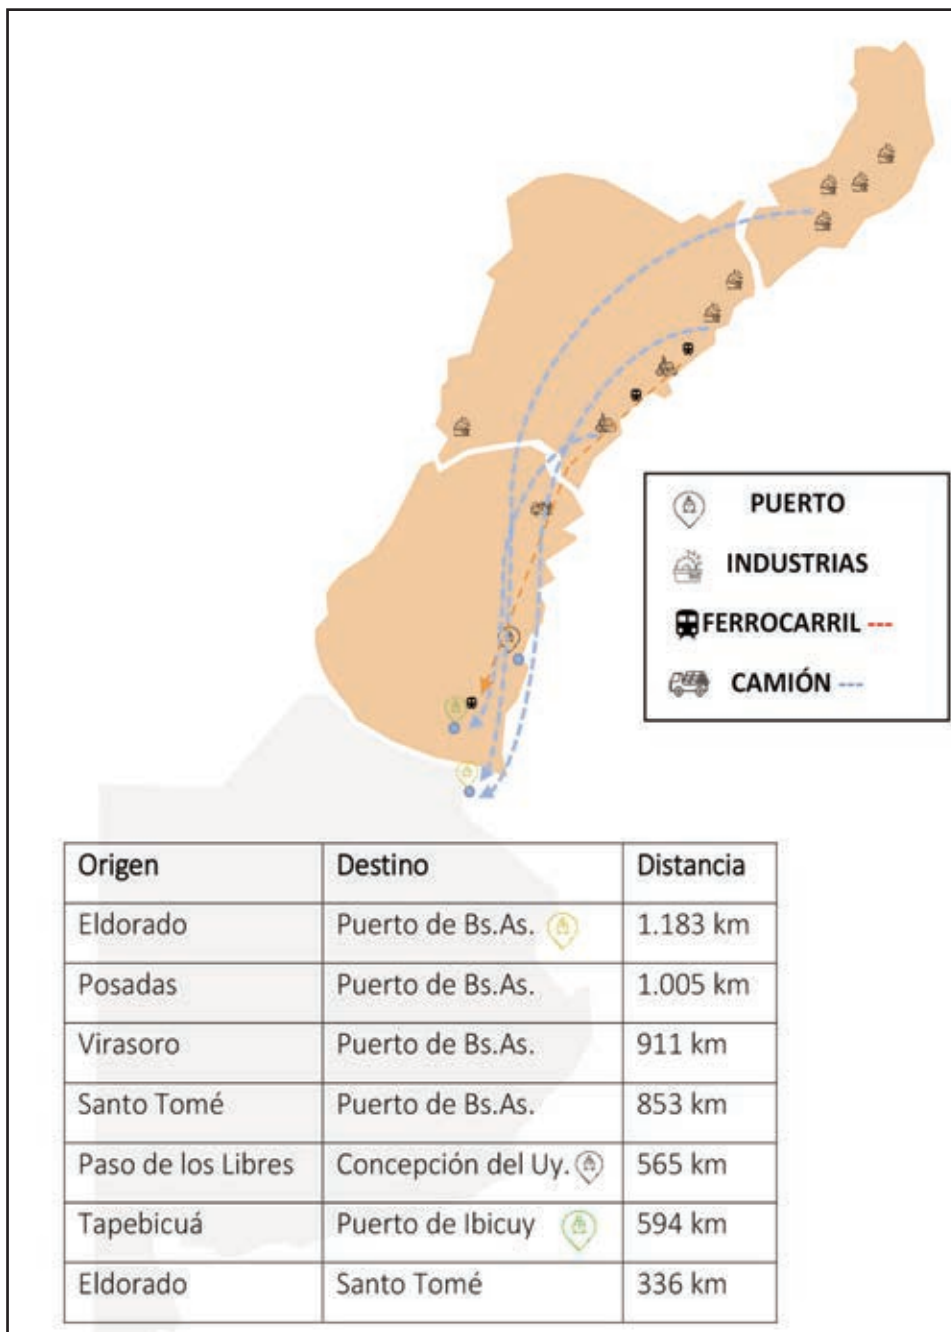 PUERTO
INDUSTRIAS
FERROCARRIL ---
CAMIÓN ---
Origen Destino Distancia
Eldorado Puerto de Bs.As. 1.183 km
Posadas Puerto de Bs.As. 1.005 km
Virasoro Puerto de Bs.As. 911 km
Santo Tomé Puerto de Bs.As. 853 km
Paso de los Libres Concepción del Uy. 565 km
Tapebicuá Puerto de Ibicuy 594 km
Eldorado Santo Tomé 336 km